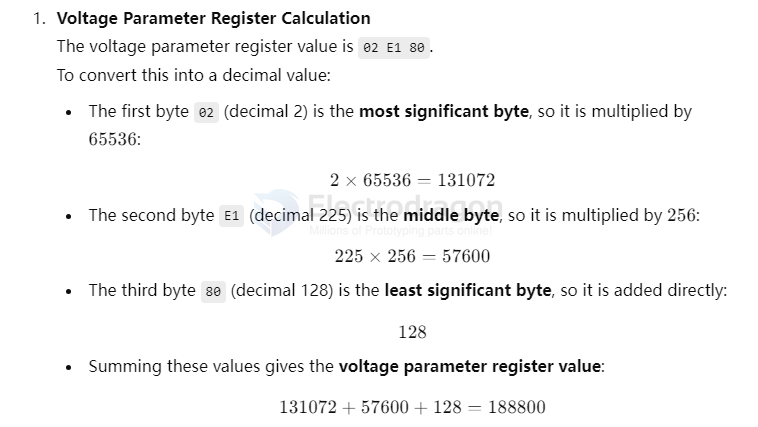 1. Voltage Parameter Register Calculation
The voltage parameter register value is 02 E1 80 .
To convert this into a decimal value:
• The first byte 02 (decimal 2) is the most significant byte, so it is multiplied by
65536:
2 × 65536 = 131072
Electrodragon
• The second byte E1 (decimal 225) is the middle byte, so it is multiplied by 256:
Millions of Prototyping parts online!
225 × 256 = 57600
• The third byte 80 (decimal 128) is the least significant byte, so it is added directly:
128
• Summing these values gives the voltage parameter register value:
131072 + 57600 + 128 = 188800